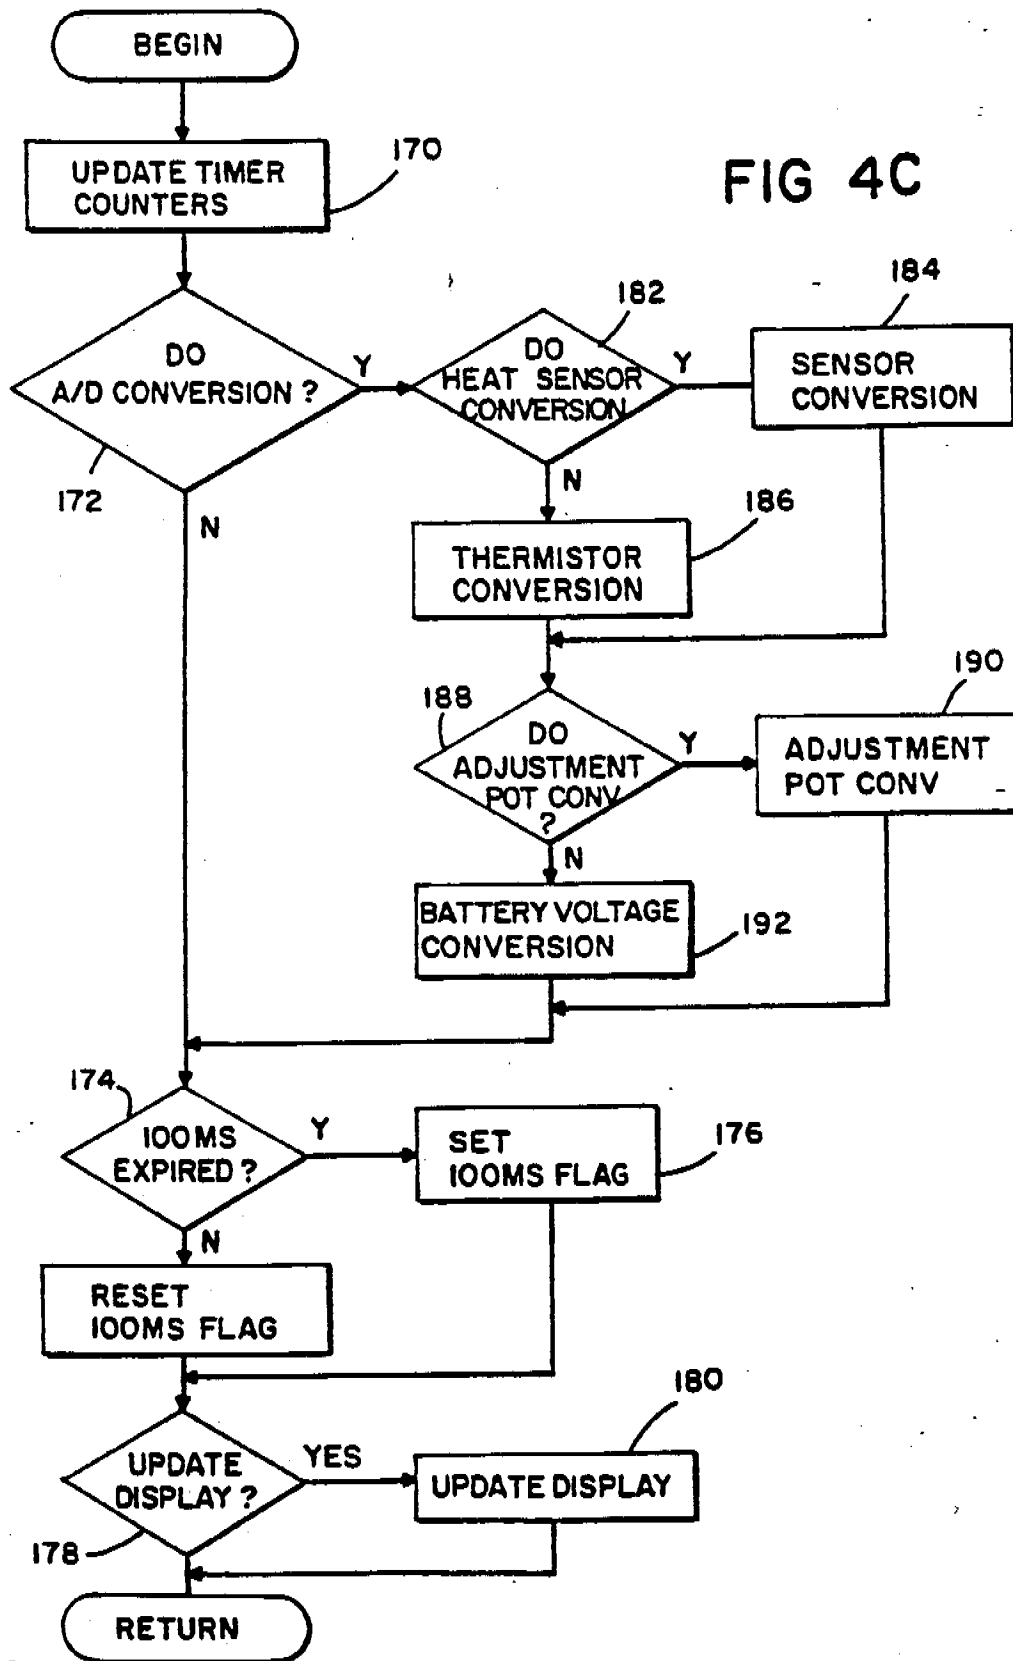 BEGIN
UPDATE TIMER
COUNTERS
170
FIG 4C
DO
A/D CONVERSION ?
172
Y
N
DO
HEAT SENSOR
CONVERSION
182
Y
N
SENSOR
CONVERSION
184
THERMISTOR
CONVERSION
186
DO
ADJUSTMENT
POT CONV
?
188
Y
N
ADJUSTMENT
POT CONV
190
BATTERY VOLTAGE
CONVERSION
192
100MS
EXPIRED ?
174
Y
N
SET
100MS FLAG
176
RESET
100MS FLAG
UPDATE
DISPLAY ?
178
YES
UPDATE DISPLAY
180
RETURN